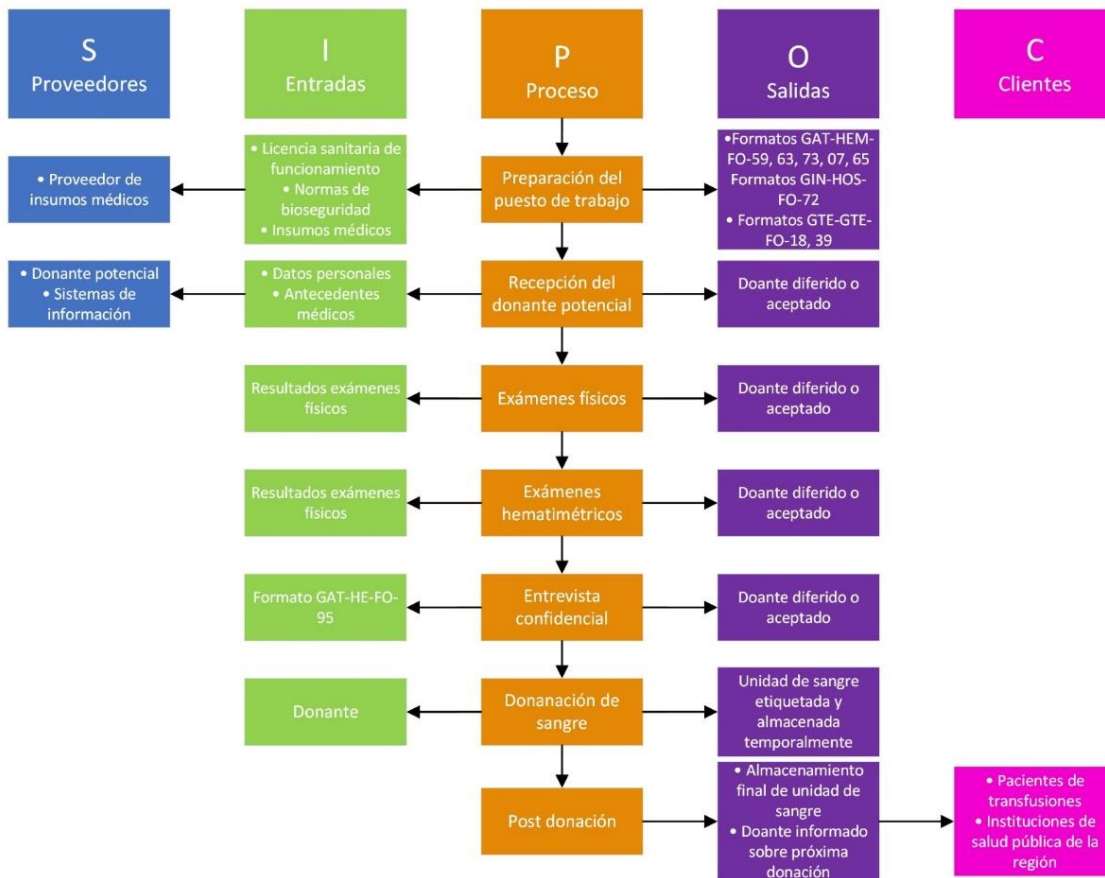 S
Proveedores
I
Entradas
P
Proceso
O
Salidas
C
Clientes
• Proveedor de
insumos médicos
• Licencia sanitaria de
funcionamiento
• Normas de
bioseguridad
• Insumos médicos
Preparación del
puesto de trabajo
•Formatos GAT-HEM-
FO-59, 63, 73, 07, 65
Formatos GIN-HOS-
FO-72
• Formatos GTE-GTE-
FO-18, 39
• Donante potencial
• Sistemas de
información
• Datos personales
• Antecedentes
médicos
Recepción del
donante potencial
Doante diferido o
aceptado
Resultados exámenes
físicos
Exámenes físicos
Doante diferido o
aceptado
Resultados exámenes
físicos
Exámenes
hematimétricos
Doante diferido o
aceptado
Formato GAT-HE-FO-
95
Entrevista
confidencial
Doante diferido o
aceptado
Donante
Donanación de
sangre
Unidad de sangre
etiquetada y
almacenada
temporalmente
Post donación
• Almacenamiento
final de unidad de
sangre
• Doante informado
sobre próxima
donación
• Pacientes de
transfusiones
• Instituciones de
salud pública de la
región